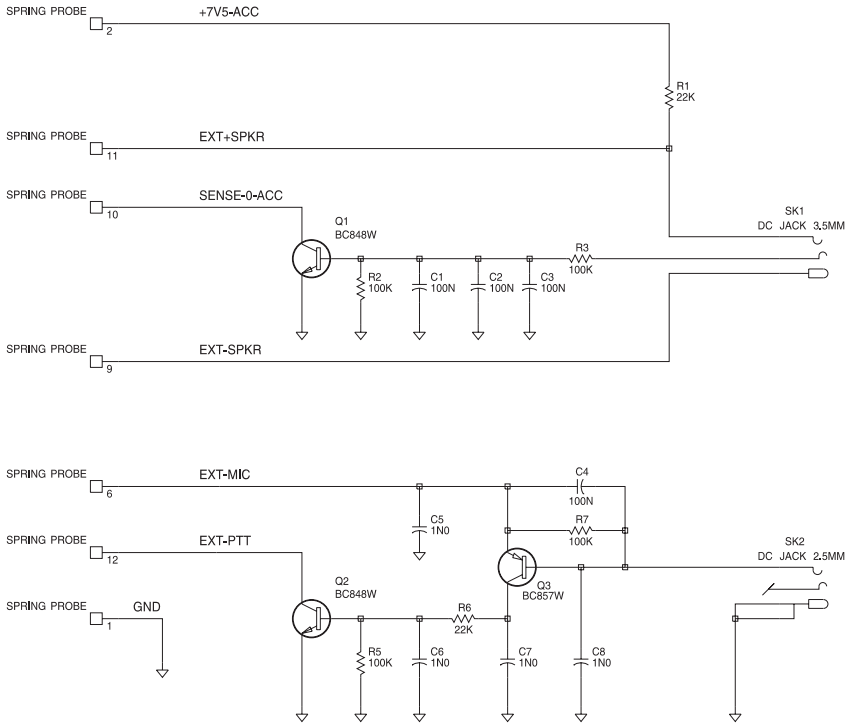 SPRING PROBE
2
+7V5-ACC
R1
22K
SPRING PROBE
11
EXT+SPKR
SPRING PROBE
10
SENSE-0-ACC
Q1
BC848W
R2
100K
C1
100N
C2
100N
C3
100N
R3
100K
SK1
DC JACK 3.5MM
SPRING PROBE
9
EXT-SPKR
SPRING PROBE
6
EXT-MIC
C4
100N
C5
1N0
R7
100K
SPRING PROBE
12
EXT-PTT
SK2
DC JACK 2.5MM
Q2
BC848W
Q3
BC857W
SPRING PROBE
1
GND
R6
22K
R5
100K
C6
1N0
C7
1N0
C8
1N0